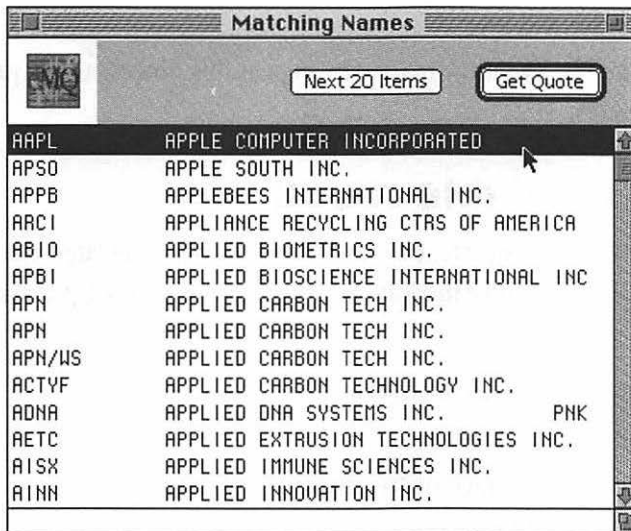 Matching Names
MQ
Next 20 Items Get Quote
AAPL APPLE COMPUTER INCORPORATED
APSO APPLE SOUTH INC.
APPB APPLEBEES INTERNATIONAL INC.
ARCI APPLIANCE RECYCLING CTRS OF AMERICA
ABIO APPLIED BIOMETRICS INC.
APBI APPLIED BIOSCIENCE INTERNATIONAL INC
APN APPLIED CARBON TECH INC.
APN APPLIED CARBON TECH INC.
APN/WS APPLIED CARBON TECH INC.
ACTYF APPLIED CARBON TECHNOLOGY INC.
ADNA APPLIED DNA SYSTEMS INC. PNK
AETC APPLIED EXTRUSION TECHNOLOGIES INC.
AISX APPLIED IMMUNE SCIENCES INC.
AINN APPLIED INNOVATION INC.